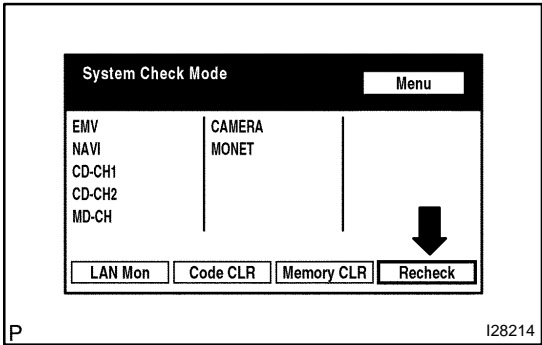 System Check Mode
Menu
EMV
NAVI
CD-CH1
CD-CH2
MD-CH
CAMERA
MONET
LAN Mon
Code CLR
Memory CLR
Recheck
P
I28214